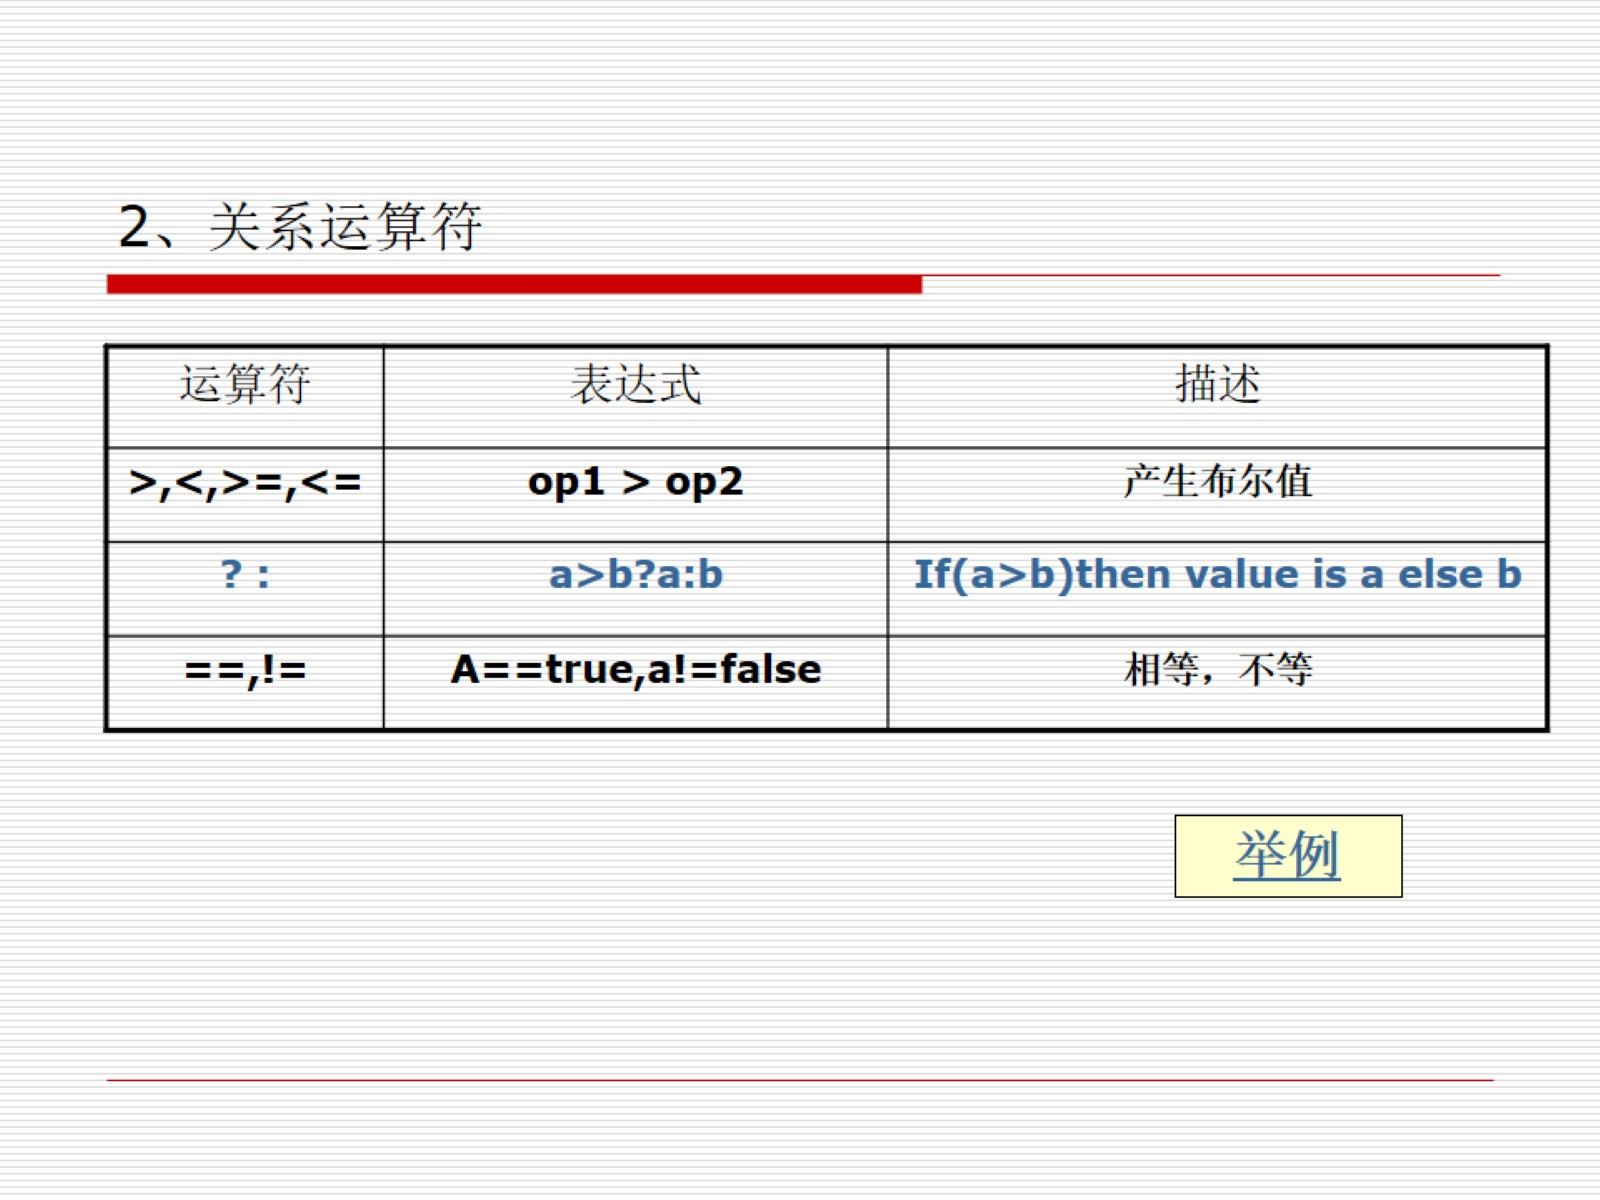 2、关系运算符
运算符 表达式 描述
>,<,>=,<= op1 > op2 产生布尔值
? : a>b?a:b If(a>b)then value is a else b
==,!= A==true,a!=false 相等，不等
举例